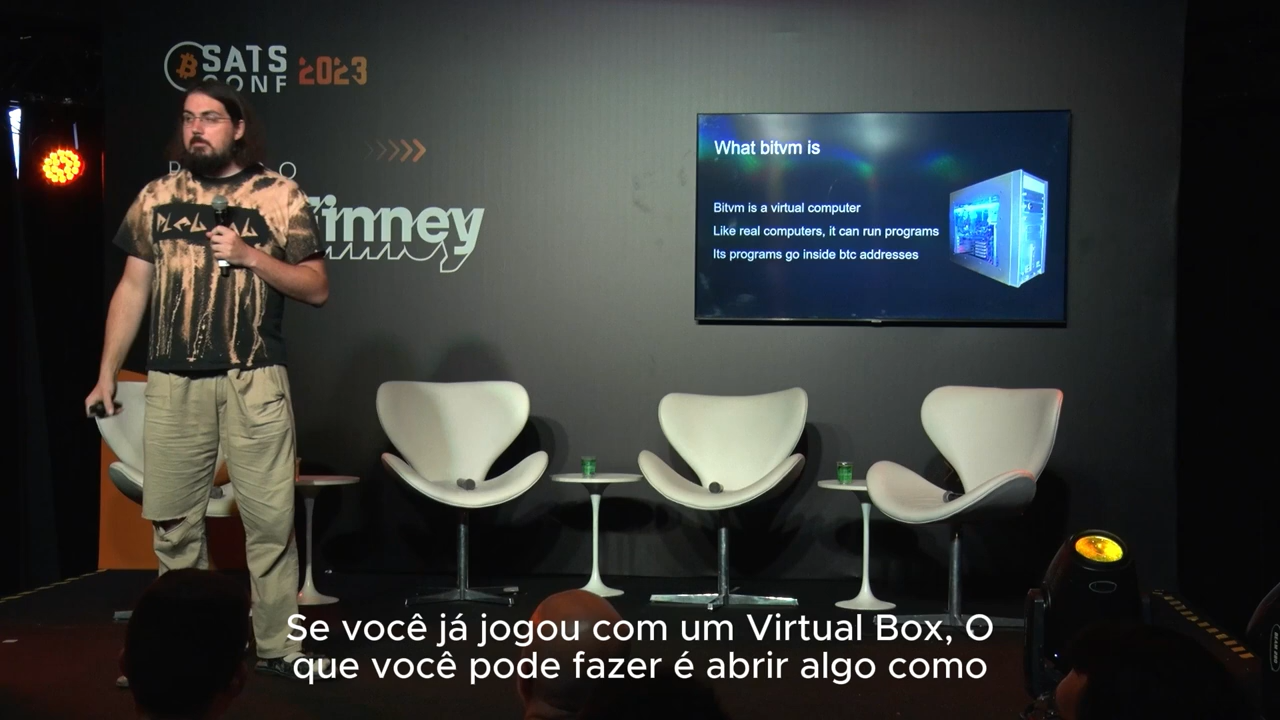 SATS
CONF 2023
What bitvm is
Bitvm is a virtual computer
Like real computers, it can run programs
Its programs go inside btc addresses
Se você já jogou com um Virtual Box, O
que você pode fazer é abrir algo como